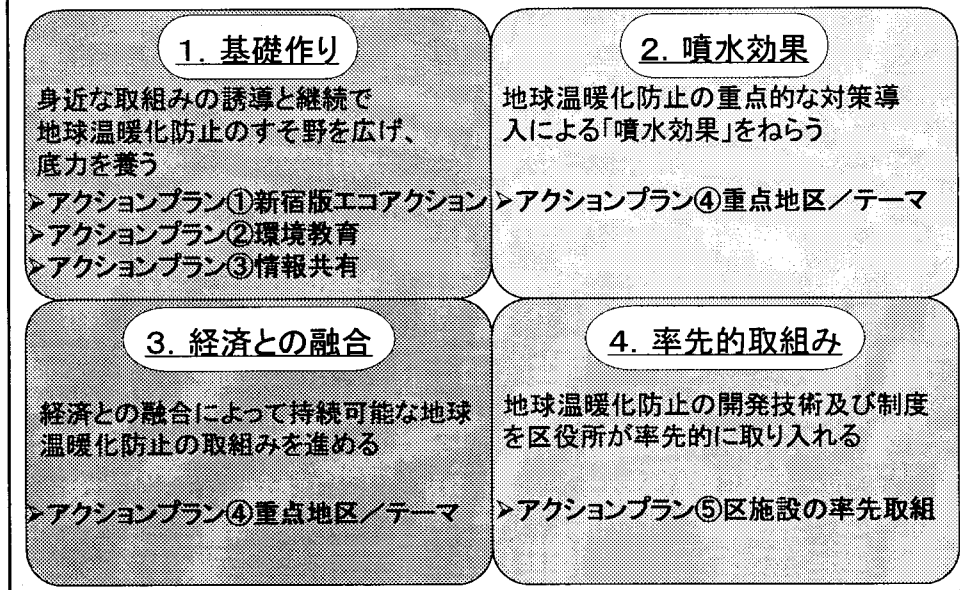 1. 基礎作り
身近な取組みの誘導と継続で
地球温暖化防止のすそ野を広げ、
底力を養う
➢アクションプラン①新宿版エコアクション
➢アクションプラン②環境教育
➢アクションプラン③情報共有
2. 噴水効果
地球温暖化防止の重点的な対策導
入による「噴水効果」をねらう
➢アクションプラン④重点地区／テーマ
3. 経済との融合
経済との融合によって持続可能な地球
温暖化防止の取組みを進める
➢アクションプラン④重点地区／テーマ
4. 率先的取組み
地球温暖化防止の開発技術及び制度
を区役所が率先的に取り入れる
➢アクションプラン⑤区施設の率先取組